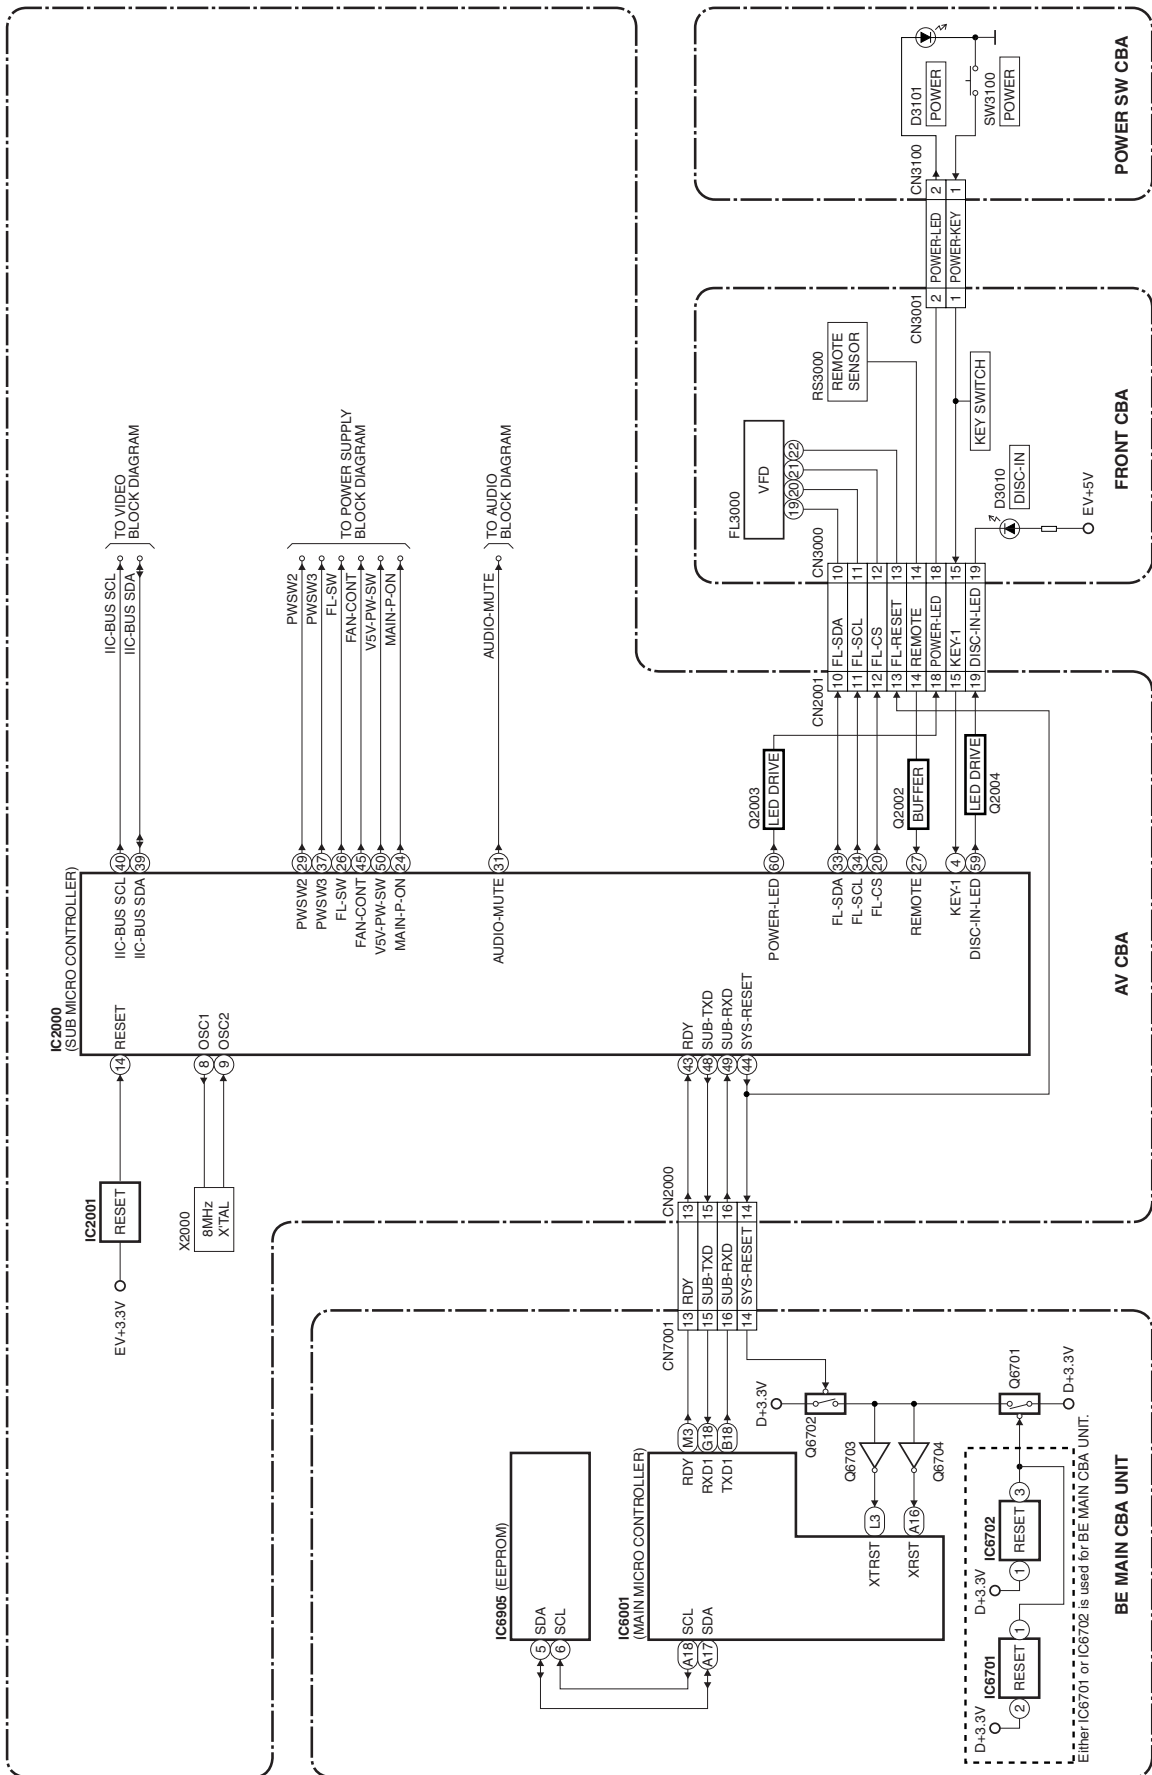 IC2001
RESET
EV+3.3V
X2000
8MHz
X'TAL
IC2000
(SUB MICRO CONTROLLER)
14 RESET
8 OSC1
9 OSC2
IIC-BUS SCL 40
IIC-BUS SDA 39
IIC-BUS SCL
IIC-BUS SDA
TO VIDEO
BLOCK DIAGRAM
PWSW2 29
PWSW3 37
FL-SW 26
FAN-CONT 45
V5V-PW-SW 50
MAIN-P-ON 24
PWSW2
PWSW3
FL-SW
FAN-CONT
V5V-PW-SW
MAIN-P-ON
TO POWER SUPPLY
BLOCK DIAGRAM
AUDIO-MUTE 31
AUDIO-MUTE
TO AUDIO
BLOCK DIAGRAM
POWER-LED 60
FL-SDA 33
FL-SCL 34
FL-CS 20
REMOTE 27
KEY-1 4
DISC-IN-LED 59
43 RDY
48 SUB-TXD
49 SUB-RXD
44 SYS-RESET
Q2003
LED DRIVE
Q2002
BUFFER
LED DRIVE
Q2004
AV CBA
CN2001
CN3000
10 FL-SDA 10
11 FL-SCL 11
12 FL-CS 12
13 FL-RESET 13
14 REMOTE 14
18 POWER-LED 18
15 KEY-1 15
19 DISC-IN-LED 19
FL3000
VFD
19 20 21 22
RS3000
REMOTE
SENSOR
KEY SWITCH
D3010
DISC-IN
EV+5V
FRONT CBA
CN3001
CN3100
2 POWER-LED 2
1 POWER-KEY 1
D3101
POWER
SW3100
POWER
POWER SW CBA
CN7001
CN2000
13 RDY 13
15 SUB-TXD 15
16 SUB-RXD 16
14 SYS-RESET 14
IC6905 (EEPROM)
5 SDA
6 SCL
IC6001
(MAIN MICRO CONTROLLER)
A18 SCL
A17 SDA
RDY M3
RXD1 G18
TXD1 B18
XTRST L3
XRST A16
D+3.3V
Q6702
Q6703
Q6704
Q6701
D+3.3V
IC6701
RESET
2
1
D+3.3V
IC6702
RESET
1
3
D+3.3V
Either IC6701 or IC6702 is used for BE MAIN CBA UNIT.
BE MAIN CBA UNIT